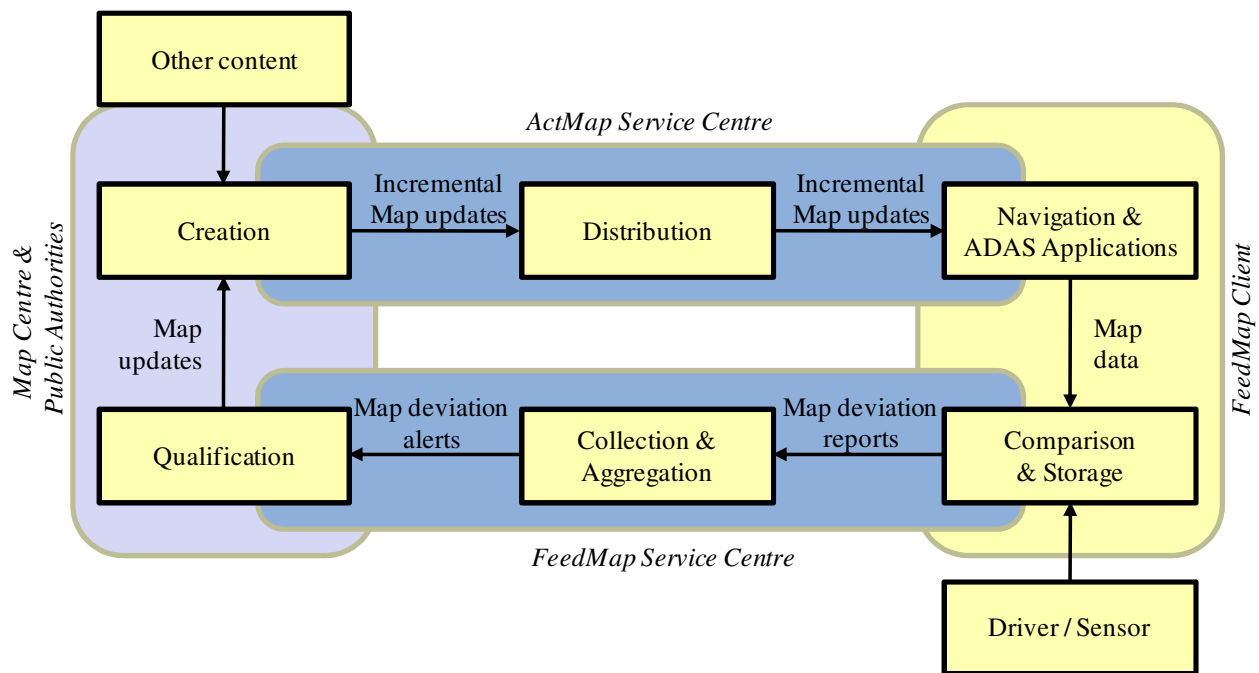 Other content
ActMap Service Centre
Creation
Incremental
Map updates
Distribution
Incremental
Map updates
Navigation &
ADAS Applications
Map Centre &
Public Authorities
Map
updates
Map
data
FeedMap Client
Qualification
Map deviation
alerts
Collection &
Aggregation
Map deviation
reports
Comparison
& Storage
FeedMap Service Centre
Driver / Sensor